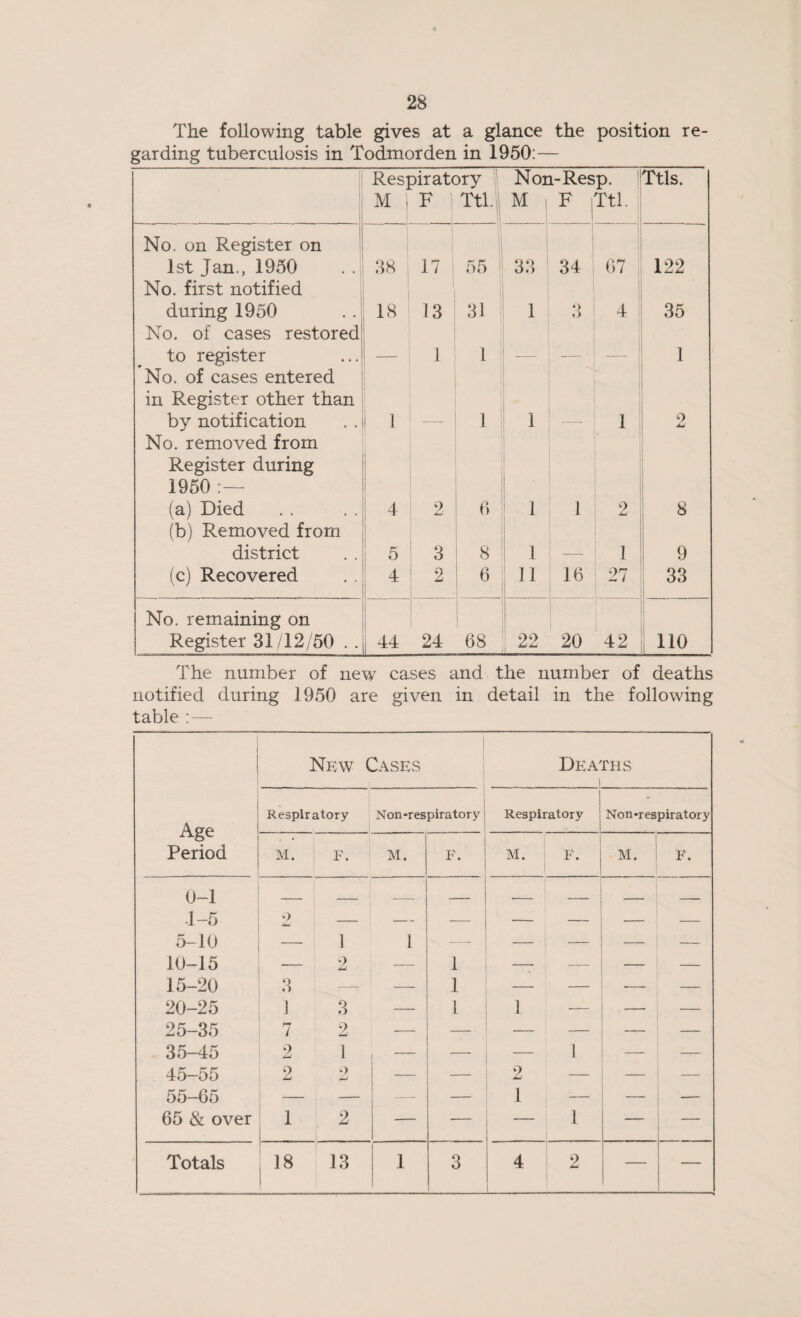 28
The following table gives at a glance the position re-
garding tuberculosis in Todmorden in 1950:—
Respiratory Non-Resp. Ttls.
M F Ttl. M F Ttl.
No. on Register on
1st Jan., 1950 . . 38 17 55 33 34 67 122
No. first notified
during 1950 . . 18 13 31 1 3 4 35
No. of cases restored
to register ... — 1 1 — — — 1
No. of cases entered
in Register other than
by notification . . 1 — 1 1 — 1 2
No. removed from
Register during
1950 :—
(a) Died . . . . 4 2 6 1 1 2 8
(b) Removed from
district . . 5 3 8 1 — 1 9
(c) Recovered . . 4 2 6 11 16 27 33
No. remaining on
Register 31/12/50 . . 44 24 68 22 20 42 110
The number of new cases and the number of deaths
notified during 1950 are given in detail in the following
table :—
New Cases Deaths
Respiratory Non-respiratory Respiratory Non-respiratory
Age
Period M. F. M. F. M. F. M. F.
0-1 — — — — — — — —
1-5 2 — — — — — — —
5-10 — 1 1 — — — — —
10-15 — 2 — 1 — — — —
15-20 3 — — 1 — — — —
20-25 1 3 — 1 1 — — —
25-35 7 2 — — — — — —
35-45 2 1 — — — 1 — —
45-55 2 2 — — 2 — — —
55-65 — — — — 1 — — —
65 & over 1 2 — — — 1 — —
Totals 18 13 1 3 4 2 — —